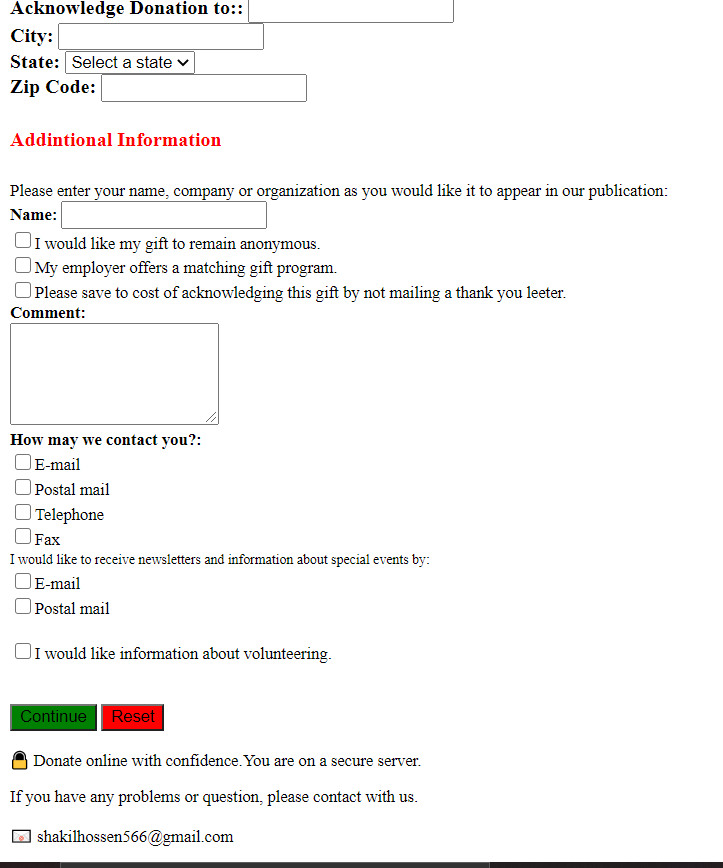 Acknowledge Donation to::
City:
State: Select a state
Zip Code:
Addintional Information
Please enter your name, company or organization as you would like it to appear in our publication:
Name:
I would like my gift to remain anonymous.
My employer offers a matching gift program.
Please save to cost of acknowledging this gift by not mailing a thank you leeter.
Comment:
How may we contact you?:
E-mail
Postal mail
Telephone
Fax
I would like to receive newsletters and information about special events by:
E-mail
Postal mail
I would like information about volunteering.
Continue Reset
Donate online with confidence.You are on a secure server.
If you have any problems or question, please contact with us.
shakilhossen566@gmail.com